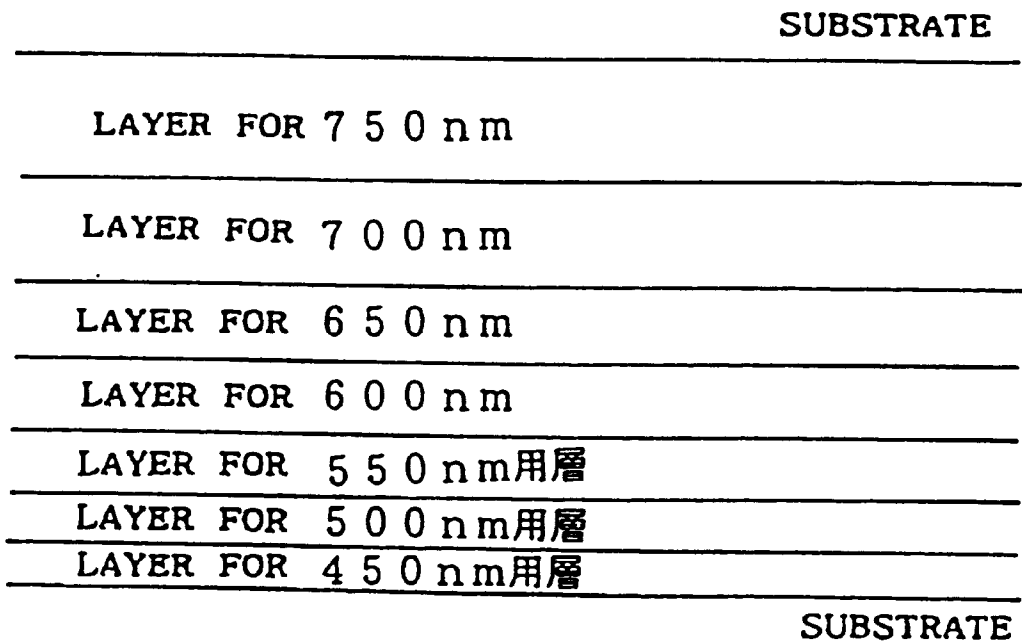 SUBSTRATE
LAYER FOR 750nm
LAYER FOR 700nm
LAYER FOR 650nm
LAYER FOR 600nm
LAYER FOR 550nm用層
LAYER FOR 500nm用層
LAYER FOR 450nm用層
SUBSTRATE